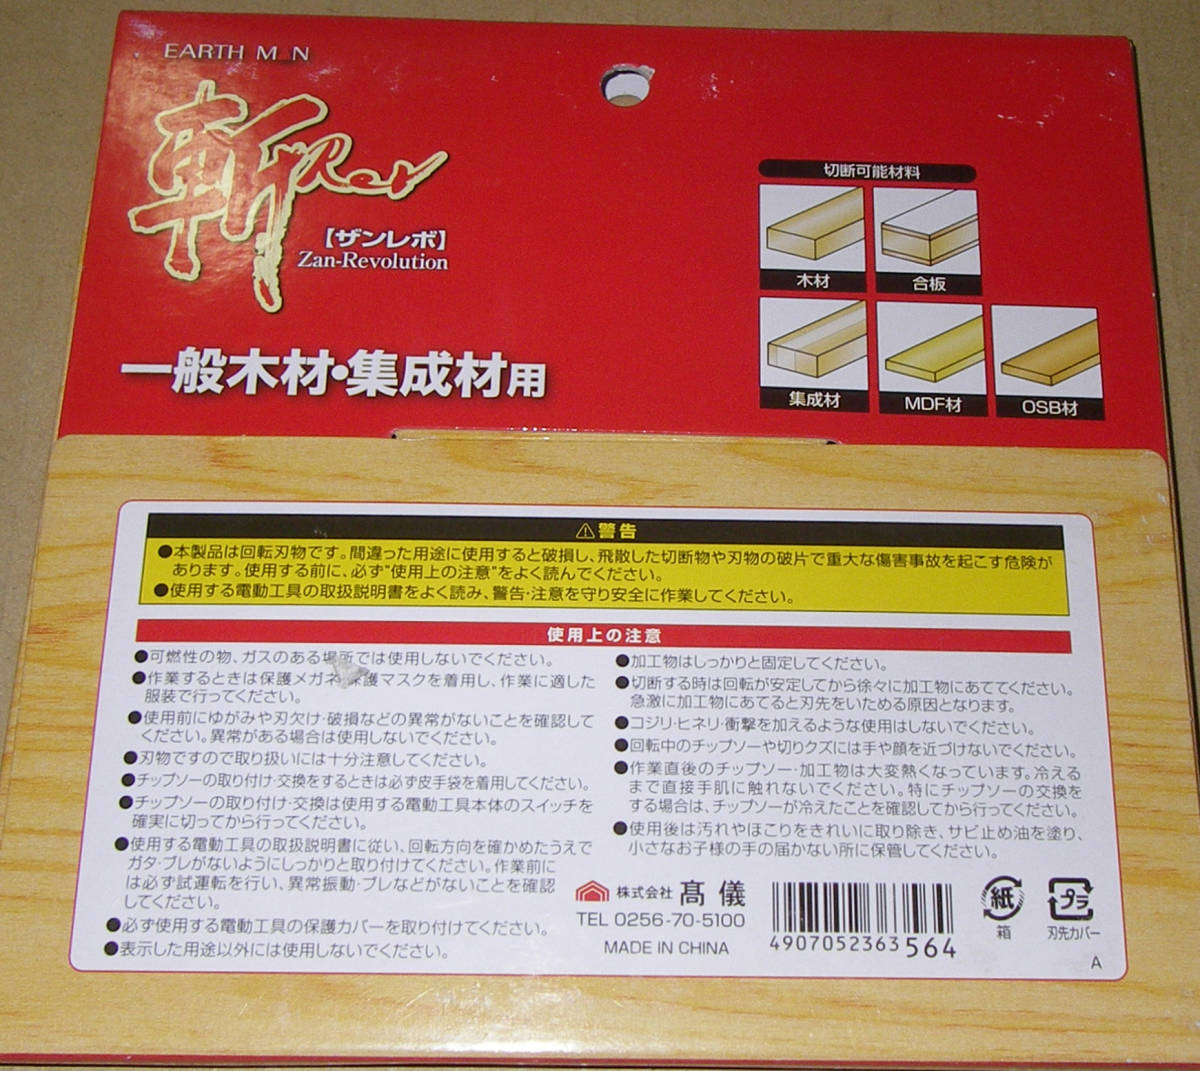 EARTH M_N
斬Rev
【ザンレボ】
Zan-Revolution
一般木材・集成材用
切断可能材料
木材
合板
集成材
MDF材
OSB材
⚠警告
●本製品は回転刃物です。間違った用途に使用すると破損し、飛散した切断物や刃物の破片で重大な傷害事故を起こす危険が
あります。使用する前に、必ず"使用上の注意"をよく読んでください。
●使用する電動工具の取扱説明書をよく読み、警告・注意を守り安全に作業してください。
使用上の注意
●可燃性の物、ガスのある場所では使用しないでください。
●作業するときは保護メガネ・保護マスクを着用し、作業に適した
服装で行ってください。
●使用前にゆがみや刃欠け・破損などの異常がないことを確認して
ください。異常がある場合は使用しないでください。
●刃物ですので取り扱いには十分注意してください。
●チップソーの取り付け・交換をするときは必ず皮手袋を着用してください。
●チップソーの取り付け・交換は使用する電動工具本体のスイッチを
確実に切ってから行ってください。
●使用する電動工具の取扱説明書に従い、回転方向を確かめたうえで
ガタ・ブレがないようにしっかりと取り付けてください。作業前に
は必ず試運転を行い、異常振動・ブレなどがないことを確認
してください。
●必ず使用する電動工具の保護カバーを取り付けてください。
●表示した用途以外には使用しないでください。
●加工物はしっかりと固定してください。
●切断する時は回転が安定してから徐々に加工物にあててください。
急激に加工物にあてると刃先をいためる原因となります。
●コジリ・ヒネリ・衝撃を加えるような使用はしないでください。
●回転中のチップソーや切りクズには手や顔を近づけないでください。
●作業直後のチップソー・加工物は大変熱くなっています。冷える
まで直接手肌に触れないでください。特にチップソーの交換を
する場合は、チップソーが冷えたことを確認してから行ってください。
●使用後は汚れやほこりをきれいに取り除き、サビ止め油を塗り、
小さなお子様の手の届かない所に保管してください。
株式会社 髙儀
TEL 0256-70-5100
MADE IN CHINA
4907052363564
紙
箱
プラ
刃先カバー
A